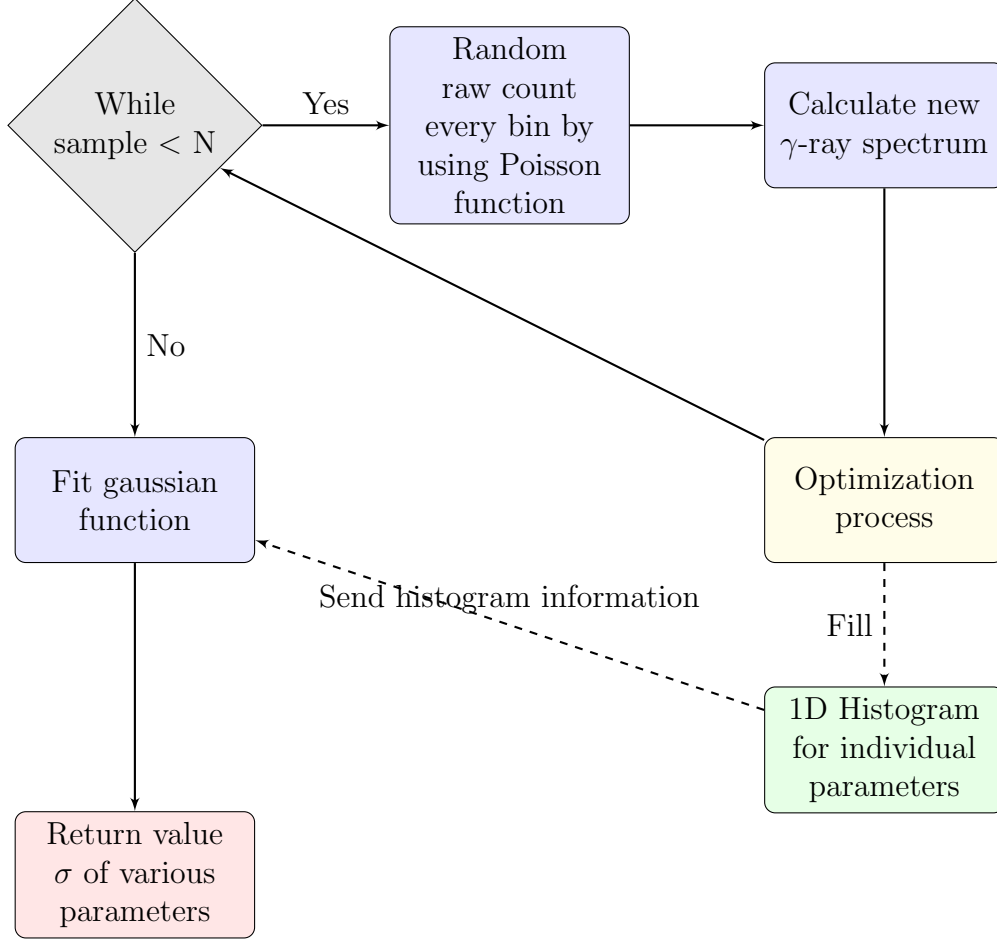 While
sample < N
Yes
Random
raw count
every bin by
using Poisson
function
Calculate new
γ-ray spectrum
No
Fit gaussian
function
Optimization
process
Send histogram information
Fill
1D Histogram
for individual
parameters
Return value
σ of various
parameters